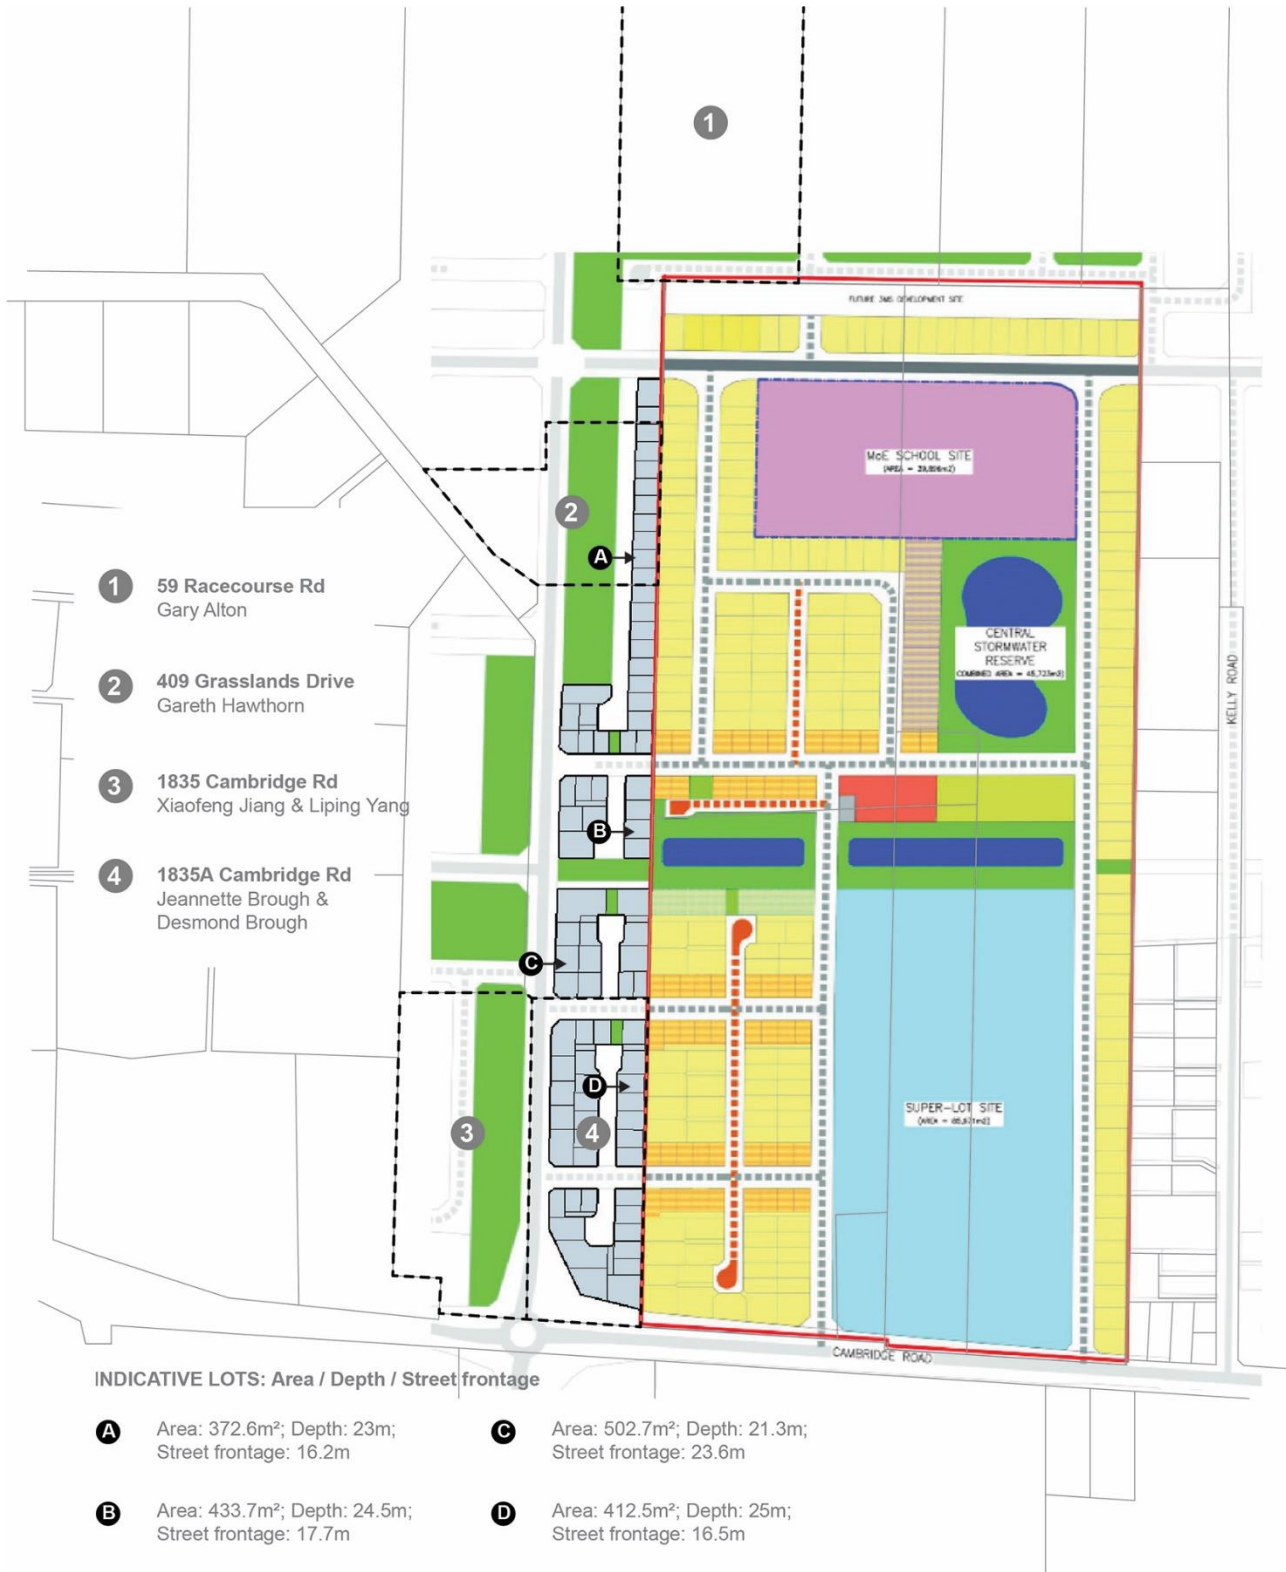 1
FUTURE 3MS DEVELOPMENT SITE
MoE SCHOOL SITE
2
A
1 59 Racecourse Rd
Gary Alton
2 409 Grasslands Drive
Gareth Hawthorn
3 1835 Cambridge Rd
Xiaofeng Jiang & Liping Yang
4 1835A Cambridge Rd
Jeannette Brough &
Desmond Brough
CENTRAL
STORMWATER
RESERVE
KELLY ROAD
B
C
D
3
4
SUPER-LOT SITE
CAMBRIDGE ROAD
INDICATIVE LOTS: Area / Depth / Street frontage
A Area: 372.6m²; Depth: 23m;
Street frontage: 16.2m
B Area: 433.7m²; Depth: 24.5m;
Street frontage: 17.7m
C Area: 502.7m²; Depth: 21.3m;
Street frontage: 23.6m
D Area: 412.5m²; Depth: 25m;
Street frontage: 16.5m